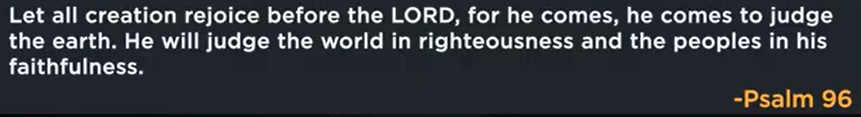 Let all creation rejoice before the LORD, for he comes, he comes to judge
the earth. He will judge the world in righteousness and the peoples in his
faithfulness.
-Psalm 96